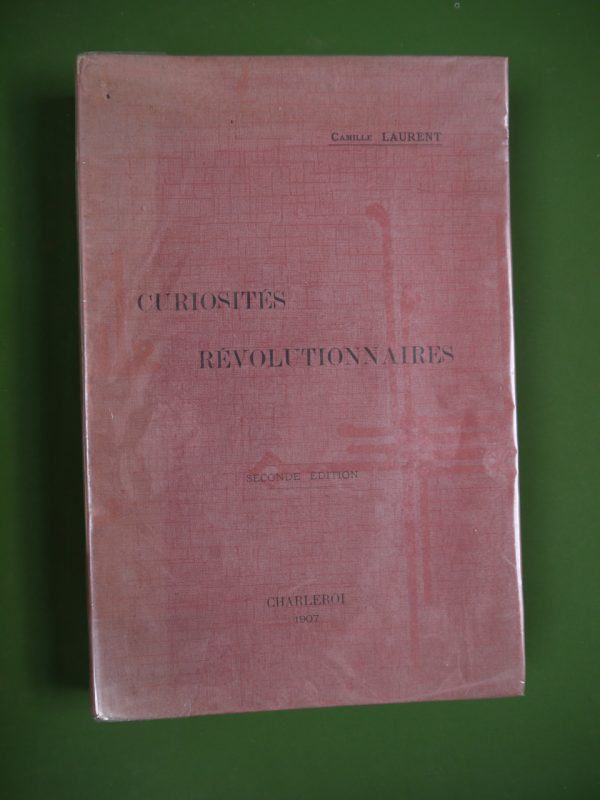 Camille LAURENT
CURIOSITÉS
RÉVOLUTIONNAIRES
SECONDE ÉDITION
CHARLEROI
1907